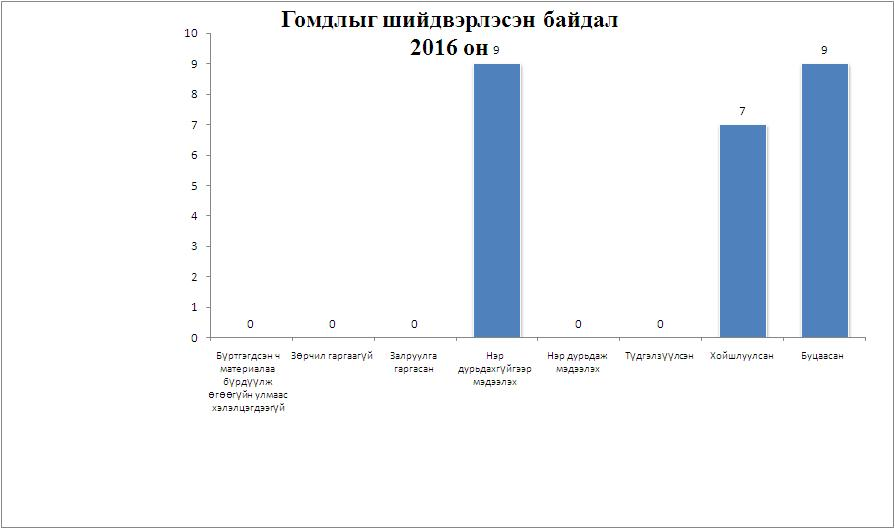 Гомдлыг шийдвэрлэсэн байдал
2016 он
10
9
8
7
6
5
4
3
2
1
0
0
0
0
9
0
0
7
9
Бүртгэгдсэн ч
материалаа
бүрдүүлж
өгөөгүйн улмаас
хэлэлцэгдээгүй
Зөрчил гаргаагүй
Залруулга
гаргасан
Нэр
дурьдахгүйгээр
мэдээлэх
Нэр дурьдаж
мэдээлэх
Түдгэлзүүлсэн
Хойшлуулсан
Буцаасан